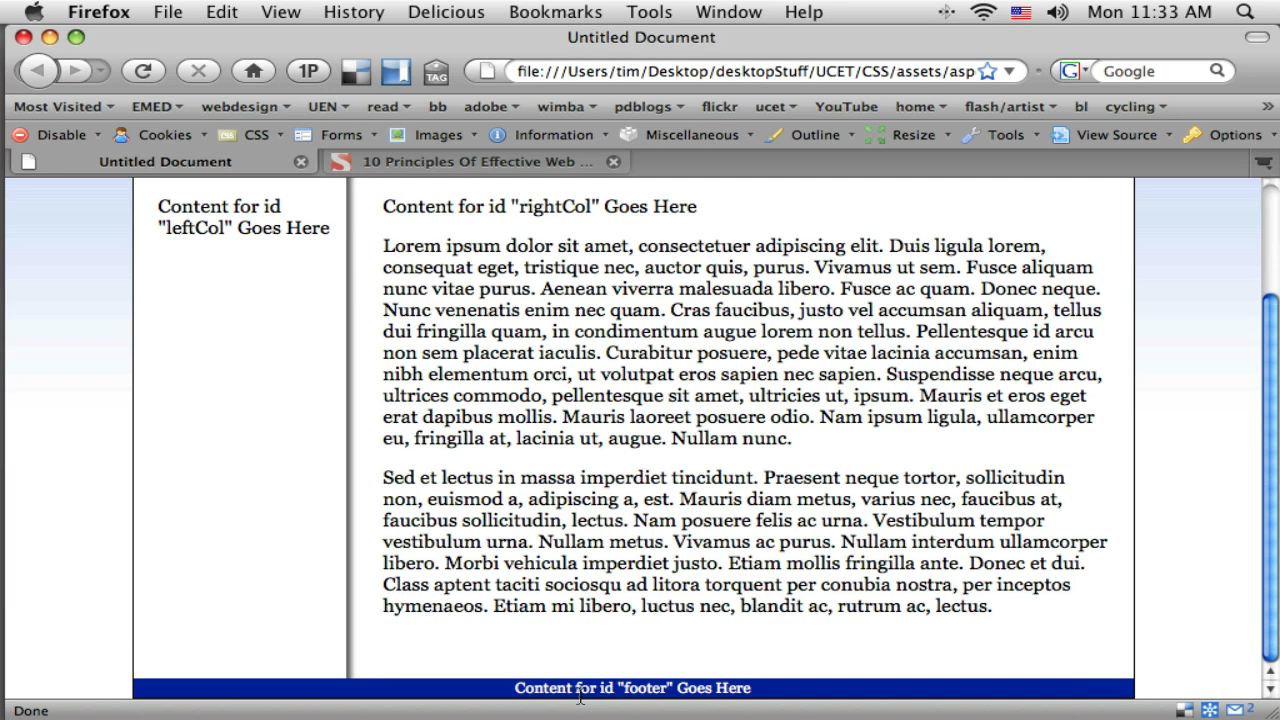 Firefox File Edit View History Delicious Bookmarks Tools Window Help Mon 11:33 AM
Untitled Document
1P TAG file:///Users/tim/Desktop/desktopStuff/UCET/CSS/assets/asp G Google
Most Visited EMED webdesign UEN read bb adobe wimba pdblogs flickr ucet YouTube home flash/artist bl cycling »
Disable Cookies CSS Forms Images Information Miscellaneous Outline Resize Tools View Source Options
Untitled Document 10 Principles Of Effective Web ...
Content for id
"leftCol" Goes Here
Content for id "rightCol" Goes Here
Lorem ipsum dolor sit amet, consectetuer adipiscing elit. Duis ligula lorem,
consequat eget, tristique nec, auctor quis, purus. Vivamus ut sem. Fusce aliquam
nunc vitae purus. Aenean viverra malesuada libero. Fusce ac quam. Donec neque.
Nunc venenatis enim nec quam. Cras faucibus, justo vel accumsan aliquam, tellus
dui fringilla quam, in condimentum augue lorem non tellus. Pellentesque id arcu
non sem placerat iaculis. Curabitur posuere, pede vitae lacinia accumsan, enim
nibh elementum orci, ut volutpat eros sapien nec sapien. Suspendisse neque arcu,
ultrices commodo, pellentesque sit amet, ultricies ut, ipsum. Mauris et eros eget
erat dapibus mollis. Mauris laoreet posuere odio. Nam ipsum ligula, ullamcorper
eu, fringilla at, lacinia ut, augue. Nullam nunc.
Sed et lectus in massa imperdiet tincidunt. Praesent neque tortor, sollicitudin
non, euismod a, adipiscing a, est. Mauris diam metus, varius nec, faucibus at,
faucibus sollicitudin, lectus. Nam posuere felis ac urna. Vestibulum tempor
vestibulum urna. Nullam metus. Vivamus ac purus. Nullam interdum ullamcorper
libero. Morbi vehicula imperdiet justo. Etiam mollis fringilla ante. Donec et dui.
Class aptent taciti sociosqu ad litora torquent per conubia nostra, per inceptos
hymenaeos. Etiam mi libero, luctus nec, blandit ac, rutrum ac, lectus.
Content for id "footer" Goes Here
Done 2